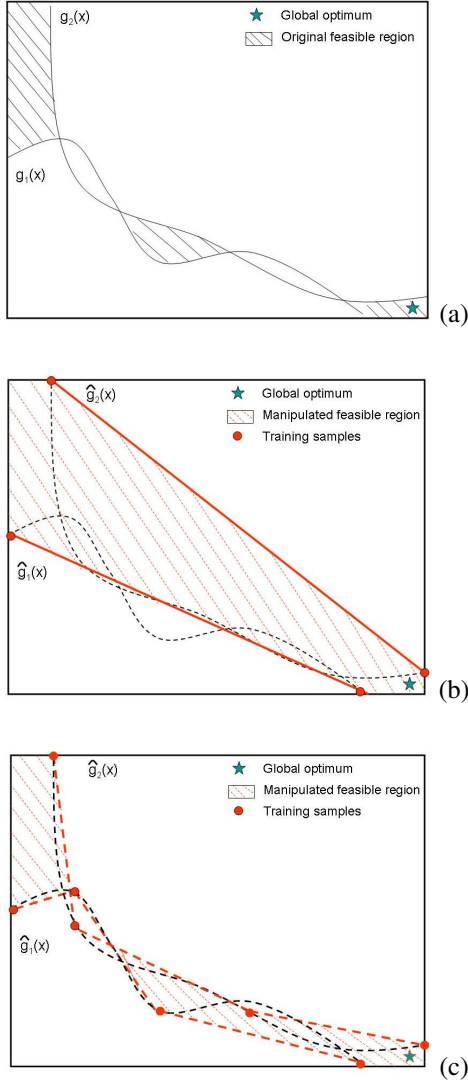 g₂(x)
Global optimum
Original feasible region
g₁(x)
(a)
ĝ₂(x)
Global optimum
Manipulated feasible region
Training samples
ĝ₁(x)
(b)
ĝ₂(x)
Global optimum
Manipulated feasible region
Training samples
ĝ₁(x)
(c)